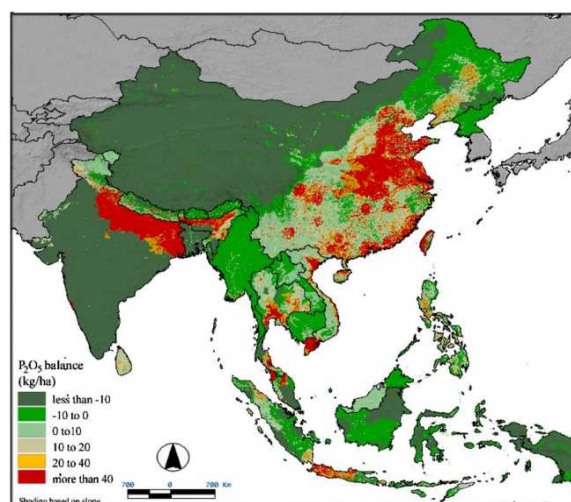 P₂O₅ balance
(kg/ha)
less than -10
-10 to 0
0 to10
10 to 20
20 to 40
more than 40
700 0 700 Km
Shading based on slope